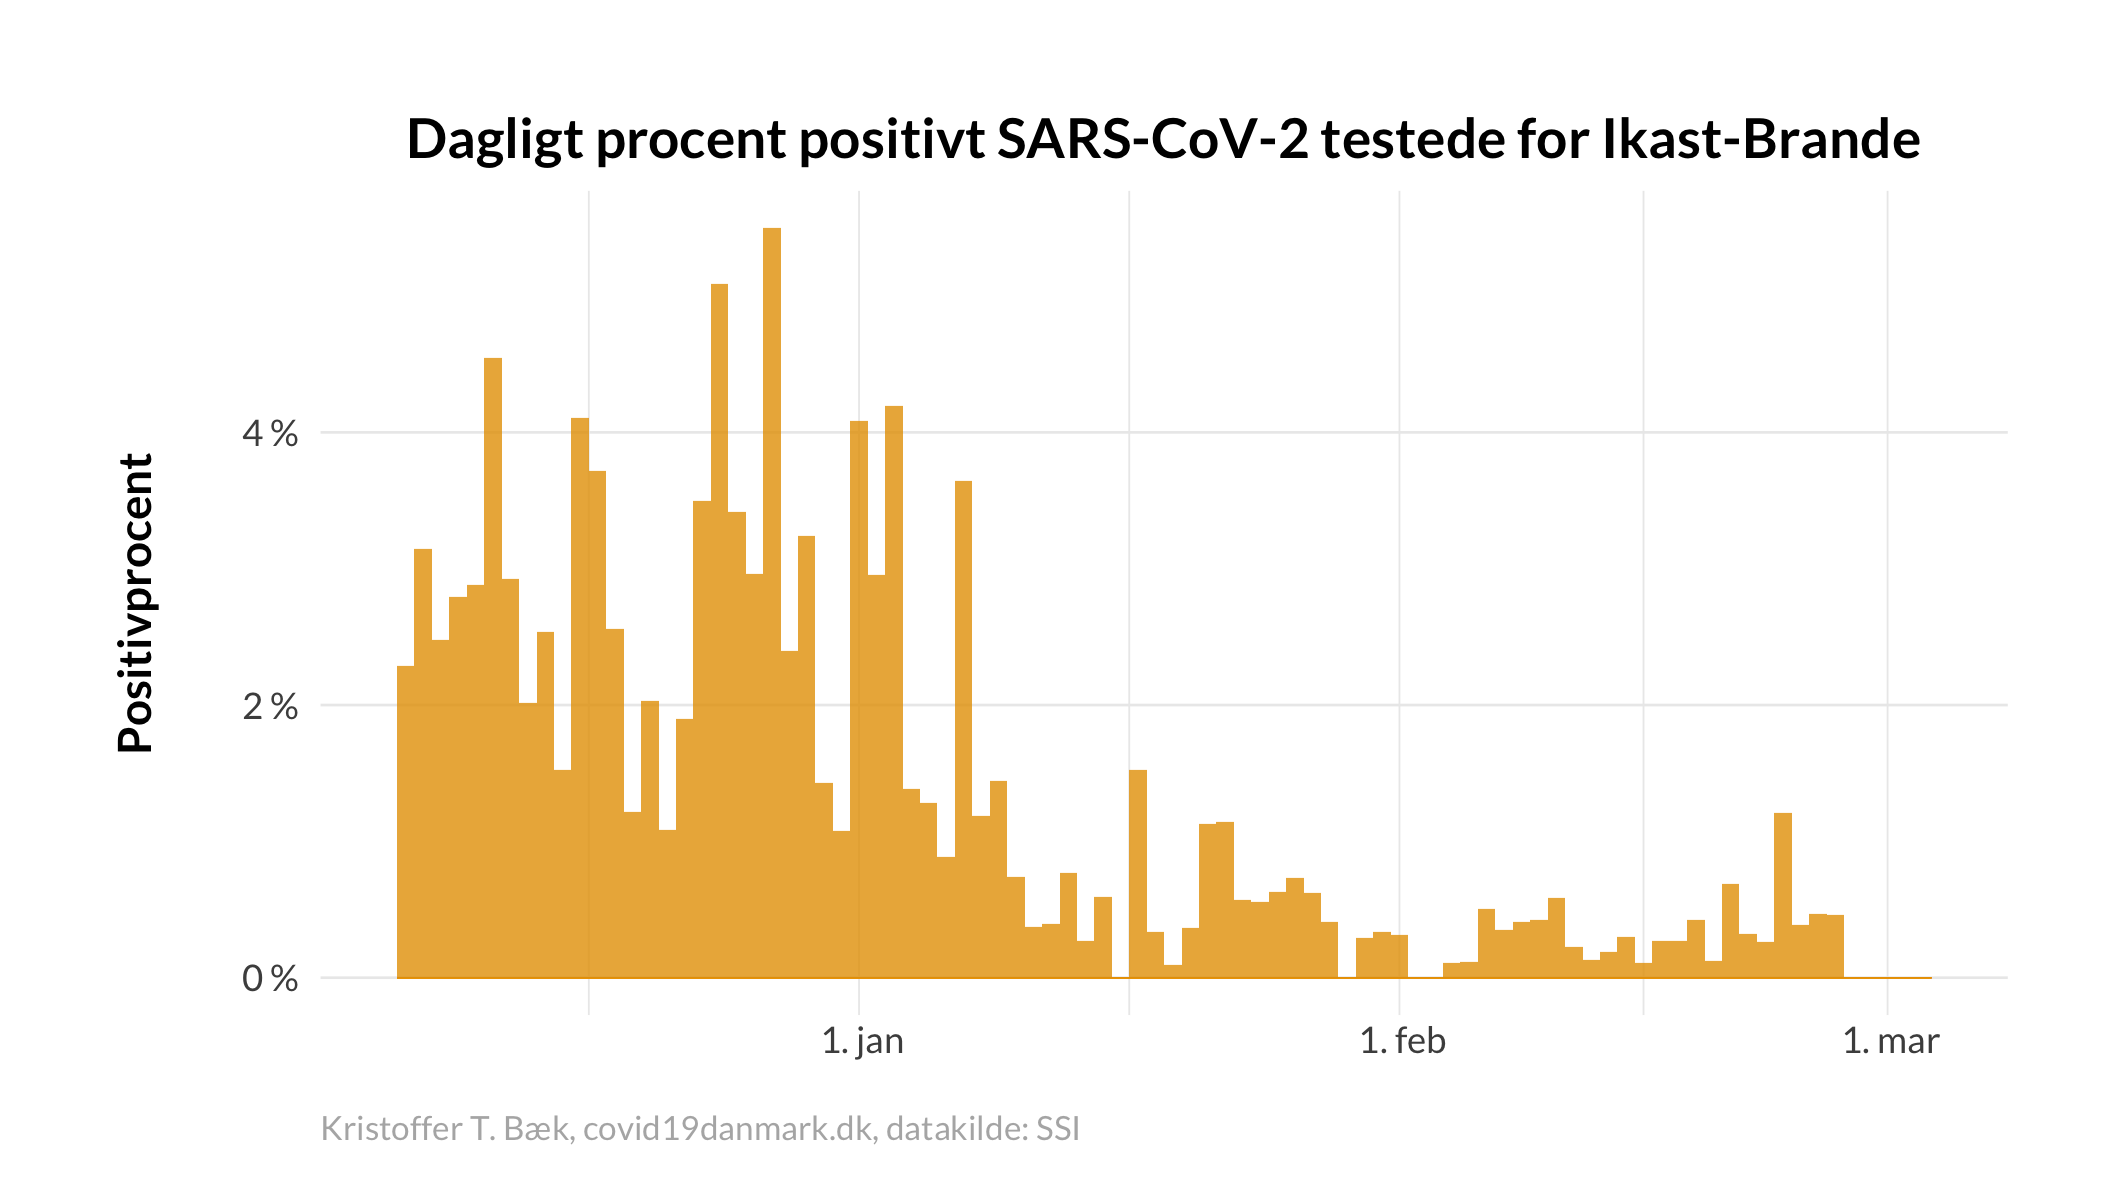 Dagligt procent positivt SARS-CoV-2 testede for Ikast-Brande
Positivprocent
4 %
2 %
0 %
1. jan
1. feb
1. mar
Kristoffer T. Bæk, covid19danmark.dk, datakilde: SSI